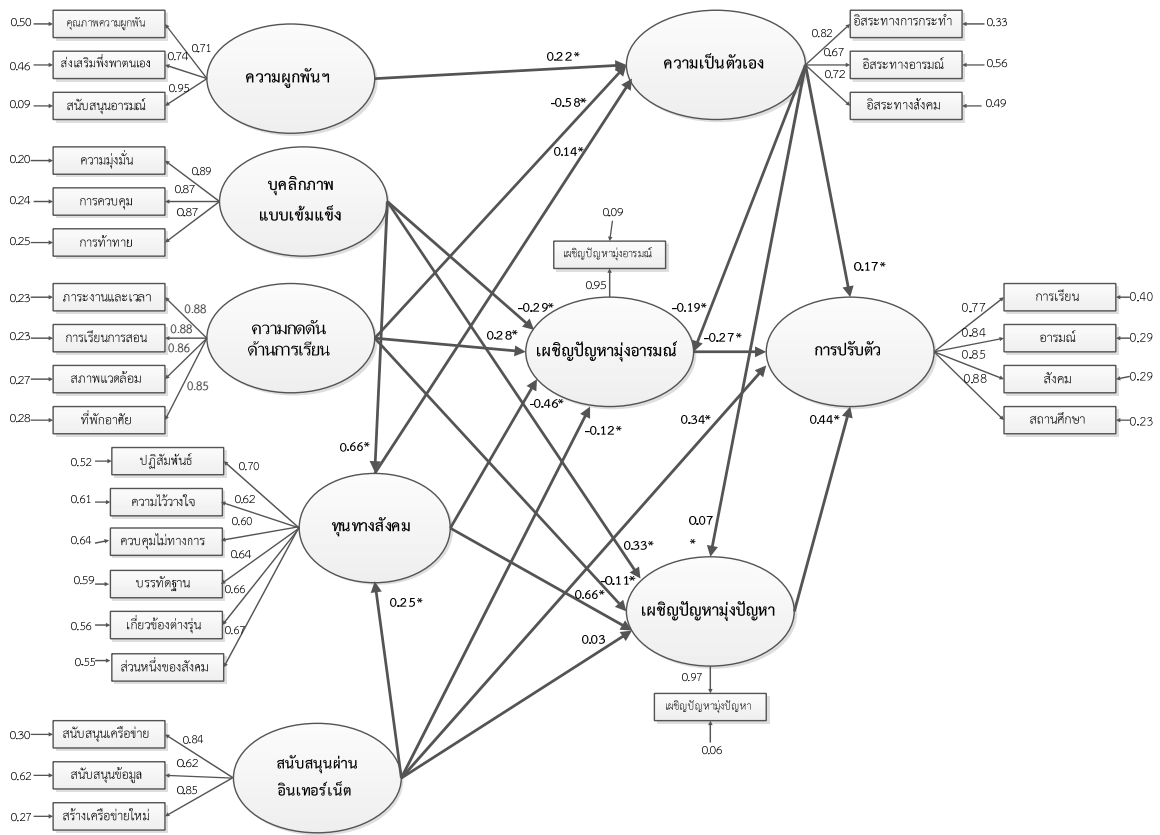 0.50
คุณภาพความผูกพัน
0.71
0.46
ส่งเสริมพึ่งพาตนเอง
0.74
0.09
สนับสนุนอารมณ์
0.95
ความผูกพันฯ
0.22*
ความเป็นตัวเอง
0.82
อิสระทางการกระทำ
0.33
0.67
อิสระทางอารมณ์
0.56
0.72
อิสระทางสังคม
0.49
-0.58*
0.14*
0.20
ความมุ่งมั่น
0.89
0.24
การควบคุม
0.87
0.25
การท้าทาย
0.87
บุคลิกภาพ
แบบเข้มแข็ง
0.09
เผชิญปัญหามุ่งอารมณ์
0.95
0.23
ภาระงานและเวลา
0.88
0.23
การเรียนการสอน
0.88
0.27
สภาพแวดล้อม
0.86
0.28
ที่พักอาศัย
0.85
ความกดดัน
ด้านการเรียน
-0.29*
0.28*
เผชิญปัญหามุ่งอารมณ์
-0.19*
-0.27*
0.17*
การปรับตัว
0.77
การเรียน
0.40
0.84
อารมณ์
0.29
0.85
สังคม
0.29
0.88
สถานศึกษา
0.23
-0.46*
-0.12*
0.34*
0.44*
0.66*
0.52
ปฏิสัมพันธ์
0.70
0.61
ความไว้วางใจ
0.62
0.64
ควบคุมไม่ทางการ
0.60
0.59
บรรทัดฐาน
0.64
0.56
เกี่ยวข้องต่างรุ่น
0.66
0.55
ส่วนหนึ่งของสังคม
0.67
ทุนทางสังคม
0.07
*
0.33*
-0.11*
0.66*
0.03
0.25*
เผชิญปัญหามุ่งปัญหา
0.97
เผชิญปัญหามุ่งปัญหา
0.06
0.30
สนับสนุนเครือข่าย
0.84
0.62
สนับสนุนข้อมูล
0.62
0.27
สร้างเครือข่ายใหม่
0.85
สนับสนุนผ่าน
อินเทอร์เน็ต